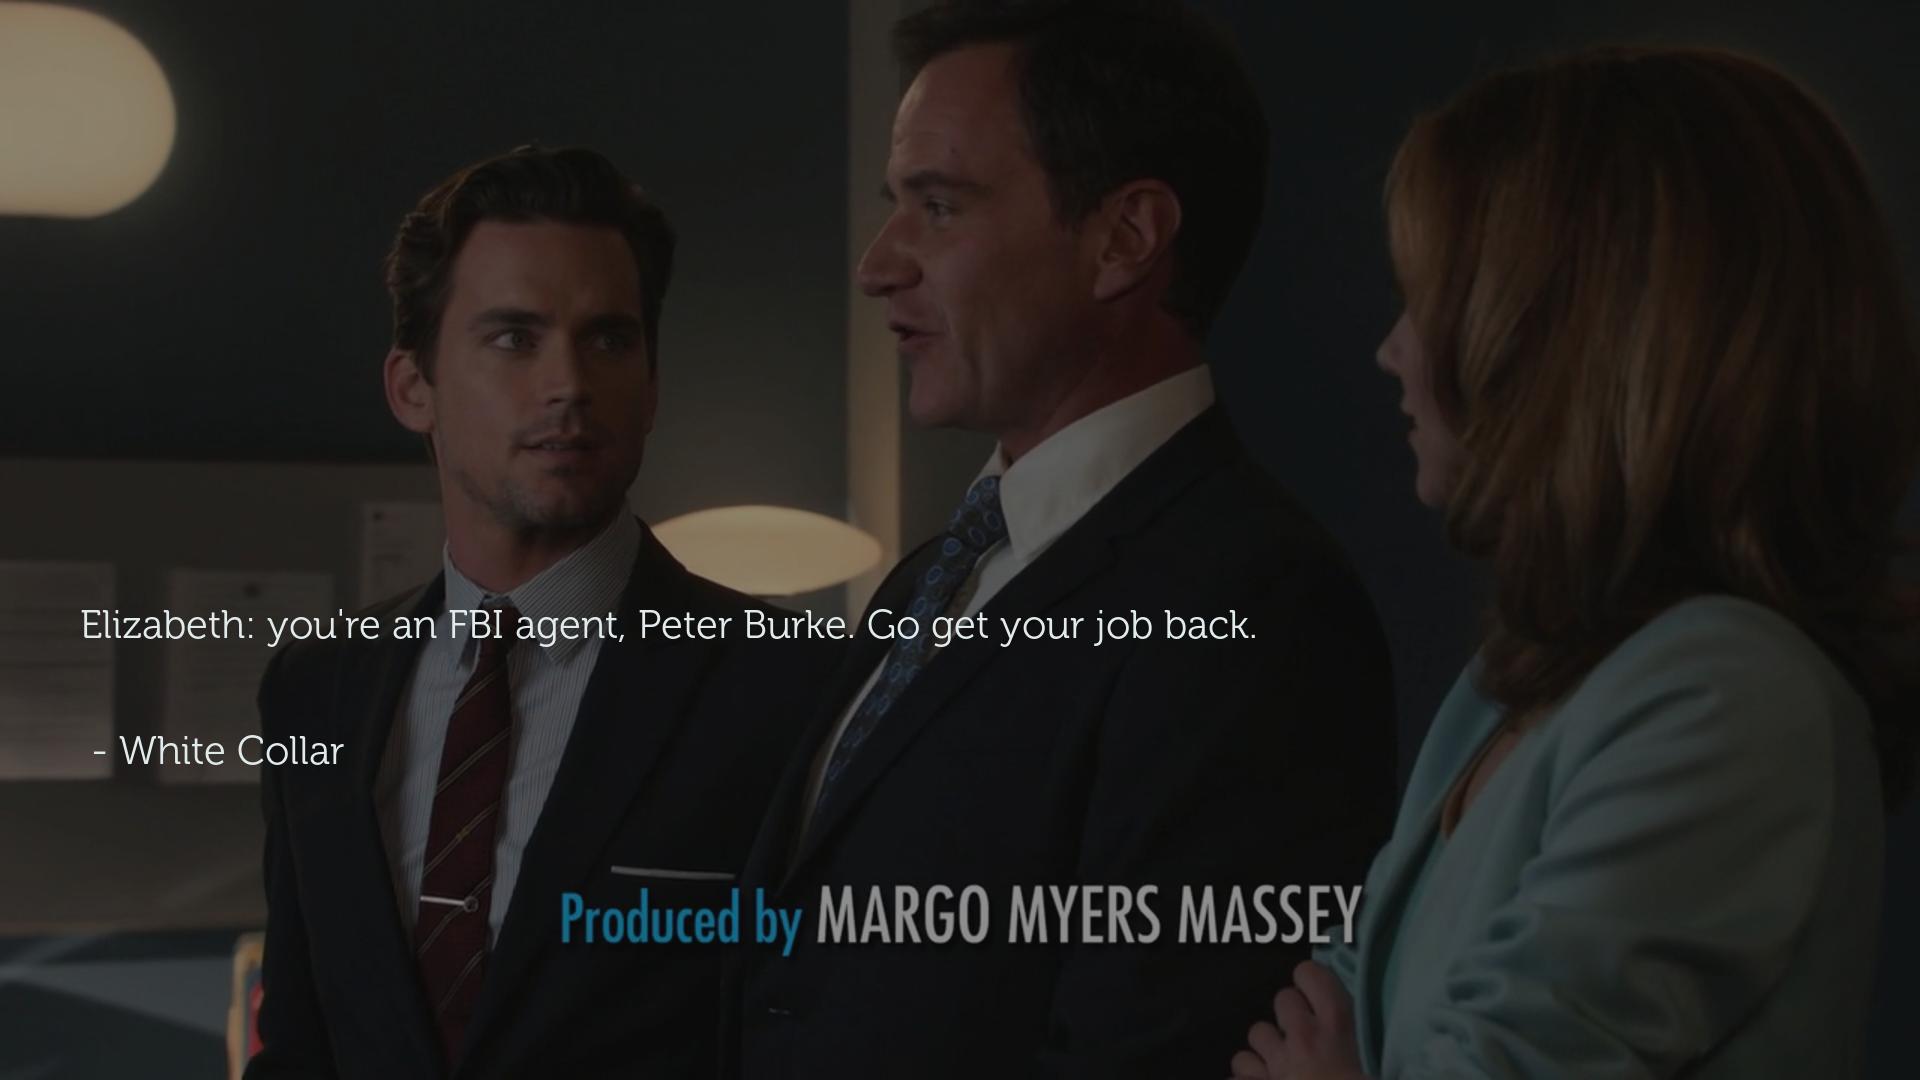 Elizabeth: you're an FBI agent, Peter Burke. Go get your job back.
- White Collar
Produced by MARGO MYERS MASSEY